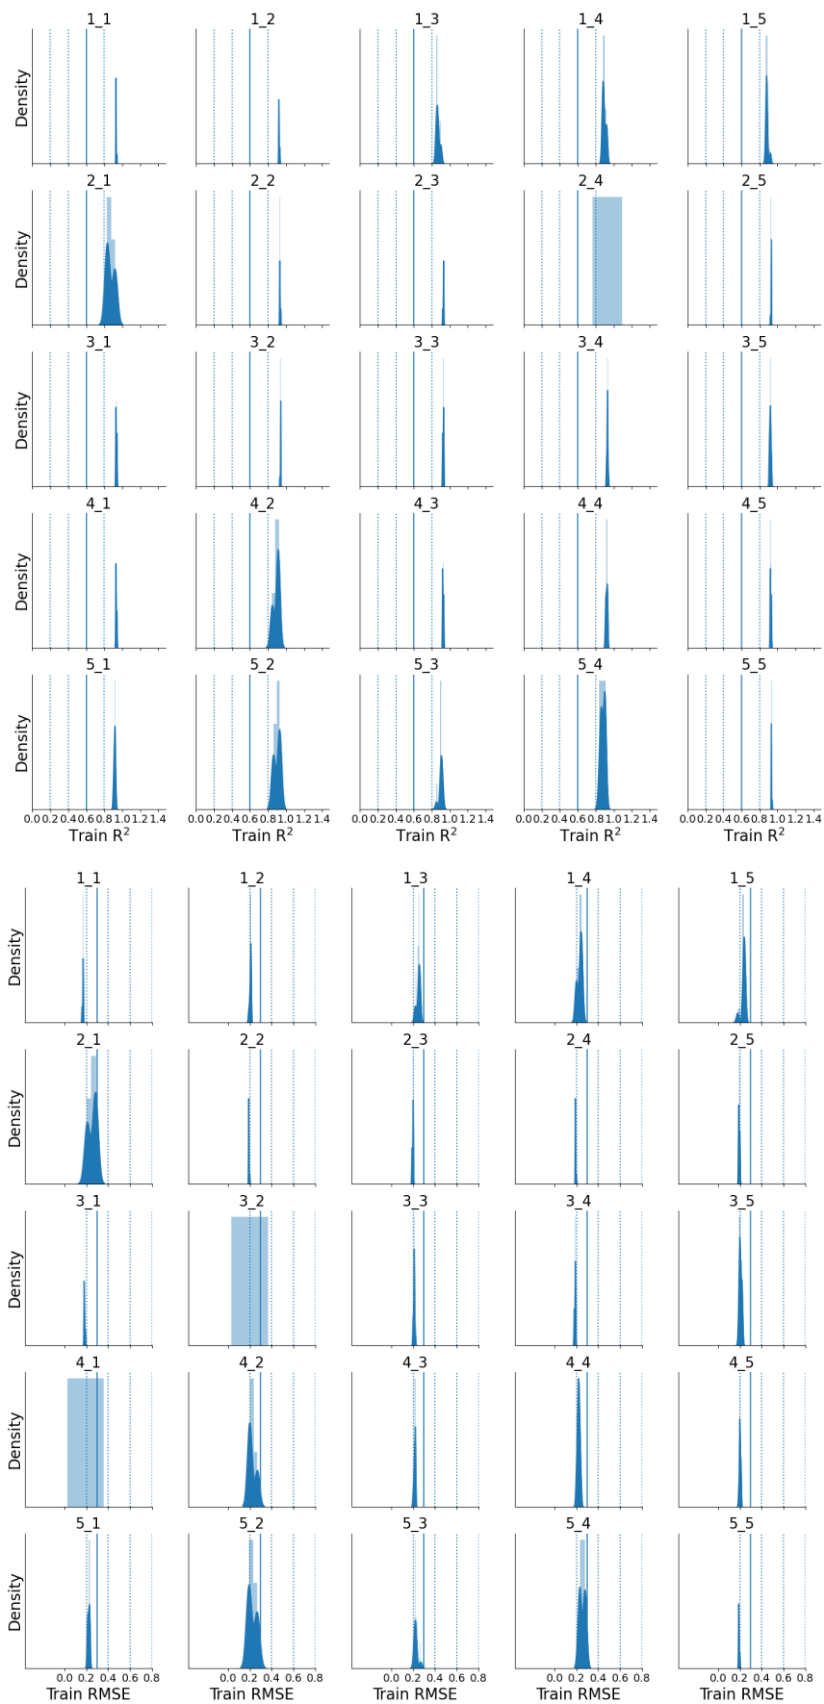 1_1 1_2 1_3 1_4 1_5
Density
2_1 2_2 2_3 2_4 2_5
Density
3_1 3_2 3_3 3_4 3_5
Density
4_1 4_2 4_3 4_4 4_5
Density
5_1 5_2 5_3 5_4 5_5
Density
0.0 0.2 0.4 0.6 0.8 1.0 1.2 1.4 0.0 0.2 0.4 0.6 0.8 1.0 1.2 1.4 0.0 0.2 0.4 0.6 0.8 1.0 1.2 1.4 0.0 0.2 0.4 0.6 0.8 1.0 1.2 1.4 0.0 0.2 0.4 0.6 0.8 1.0 1.2 1.4
Train R² Train R² Train R² Train R² Train R²
1_1 1_2 1_3 1_4 1_5
Density
2_1 2_2 2_3 2_4 2_5
Density
3_1 3_2 3_3 3_4 3_5
Density
4_1 4_2 4_3 4_4 4_5
Density
5_1 5_2 5_3 5_4 5_5
Density
0.0 0.2 0.4 0.6 0.8 0.0 0.2 0.4 0.6 0.8 0.0 0.2 0.4 0.6 0.8 0.0 0.2 0.4 0.6 0.8 0.0 0.2 0.4 0.6 0.8
Train RMSE Train RMSE Train RMSE Train RMSE Train RMSE